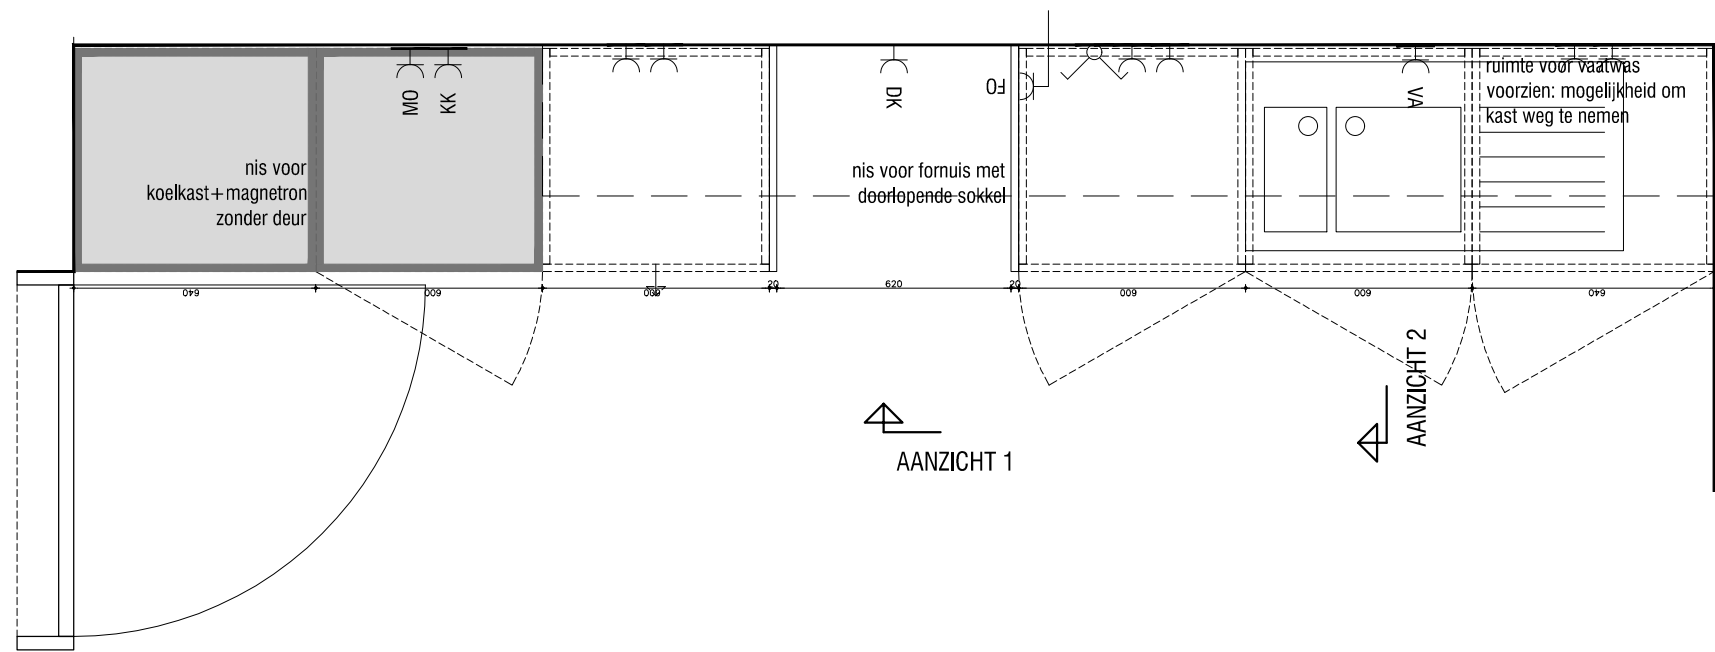 MO
KK
DK
FO
VA
ruimte voor vaatwas
voorzien: mogelijkheid om
kast weg te nemen
nis voor
koelkast+magnetron
zonder deur
nis voor fornuis met
doorlopende sokkel
640
600
600
20
620
20
600
600
640
AANZICHT 1
AANZICHT 2